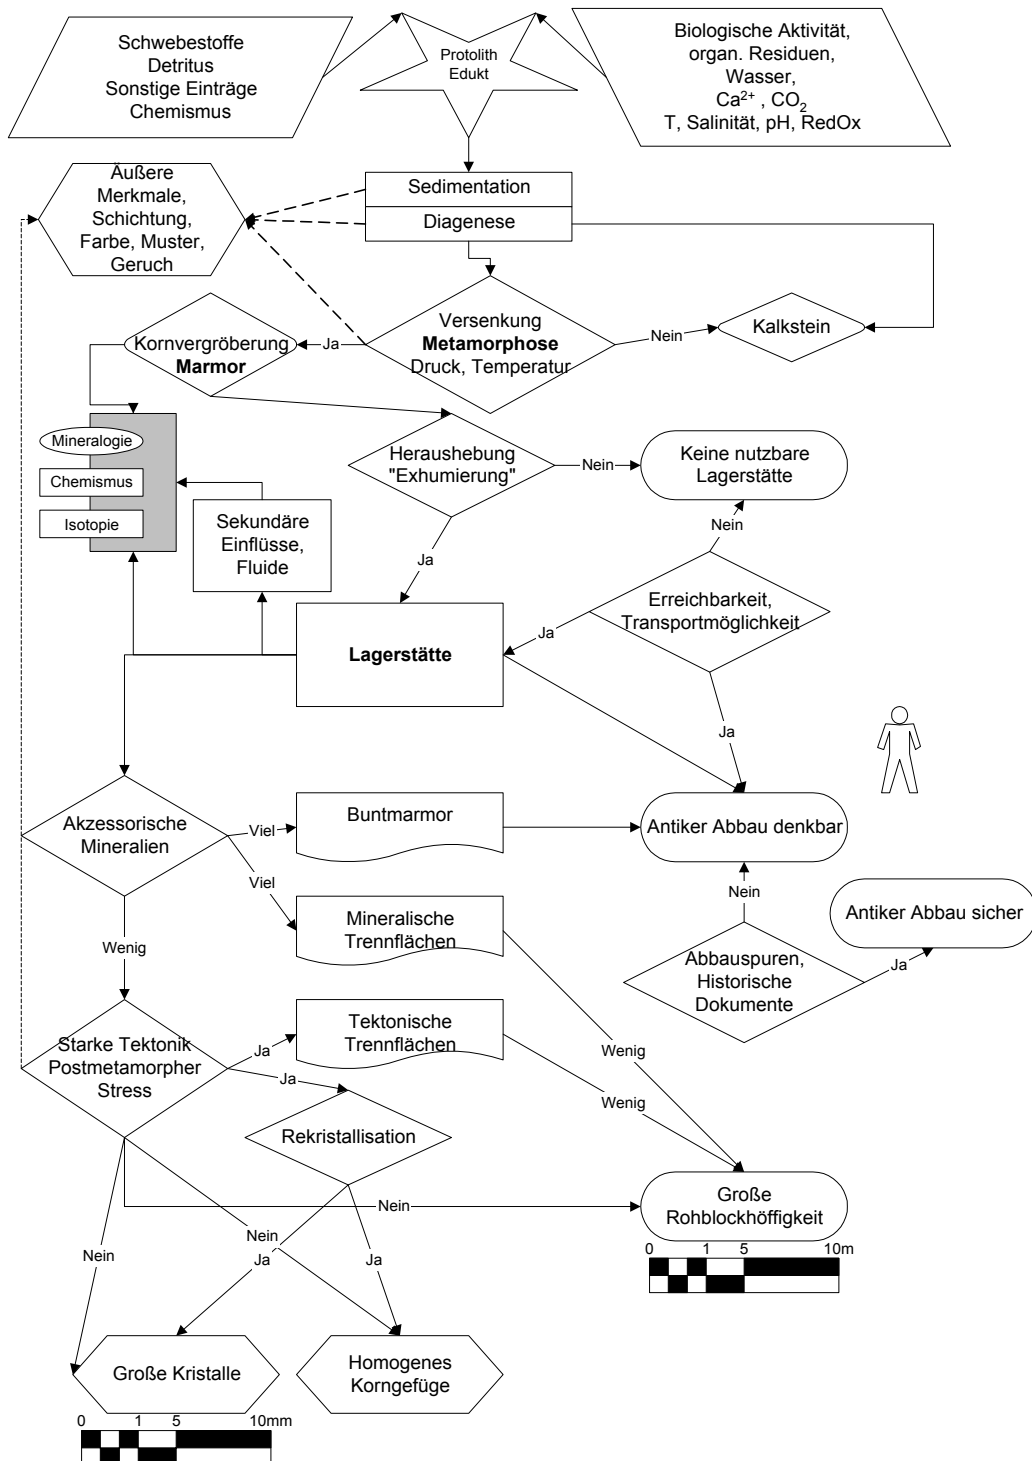 Schwebestoffe
Detritus
Sonstige Einträge
Chemismus
Protolith
Edukt
Biologische Aktivität,
organ. Residuen,
Wasser,
Ca²⁺ , CO₂
T, Salinität, pH, RedOx
Äußere
Merkmale,
Schichtung,
Farbe, Muster,
Geruch
Sedimentation
Diagenese
Versenkung
Metamorphose
Druck, Temperatur
Ja
Nein
Kalkstein
Kornvergröberung
Marmor
Mineralogie
Chemismus
Isotopie
Sekundäre
Einflüsse,
Fluide
Heraushebung
"Exhumierung"
Nein
Keine nutzbare
Lagerstätte
Ja
Nein
Erreichbarkeit,
Transportmöglichkeit
Ja
Ja
Lagerstätte
Akzessorische
Mineralien
Viel
Viel
Wenig
Buntmarmor
Antiker Abbau denkbar
Mineralische
Trennflächen
Nein
Antiker Abbau sicher
Abbauspuren,
Historische
Dokumente
Ja
Starke Tektonik
Postmetamorpher
Stress
Ja
Ja
Tektonische
Trennflächen
Wenig
Wenig
Rekristallisation
Nein
Große
Rohblockhöffigkeit
0 1 5 10m
Nein
Nein
Ja
Ja
Große Kristalle
Homogenes
Korngefüge
0 1 5 10mm